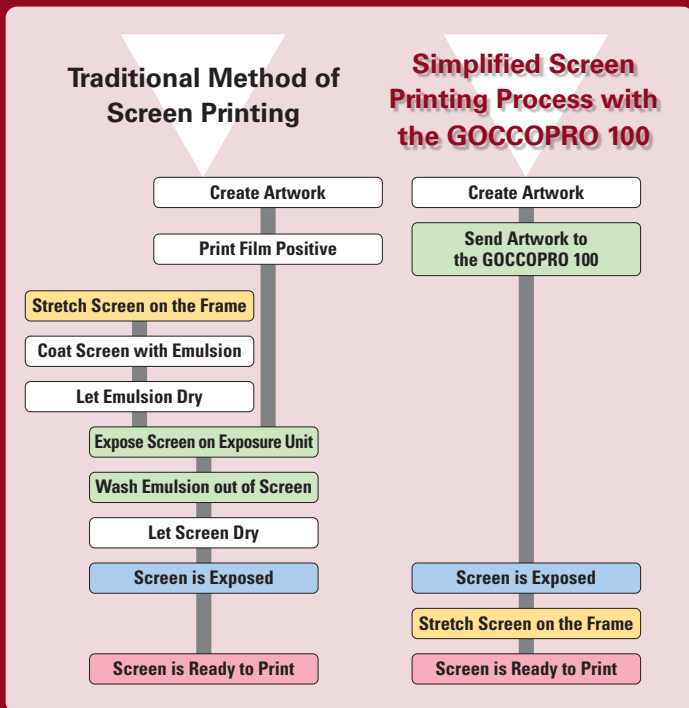 Traditional Method of
Screen Printing
Create Artwork
Print Film Positive
Stretch Screen on the Frame
Coat Screen with Emulsion
Let Emulsion Dry
Expose Screen on Exposure Unit
Wash Emulsion out of Screen
Let Screen Dry
Screen is Exposed
Screen is Ready to Print
Simplified Screen
Printing Process with
the GOCCOPRO 100
Create Artwork
Send Artwork to
the GOCCOPRO 100
Screen is Exposed
Stretch Screen on the Frame
Screen is Ready to Print